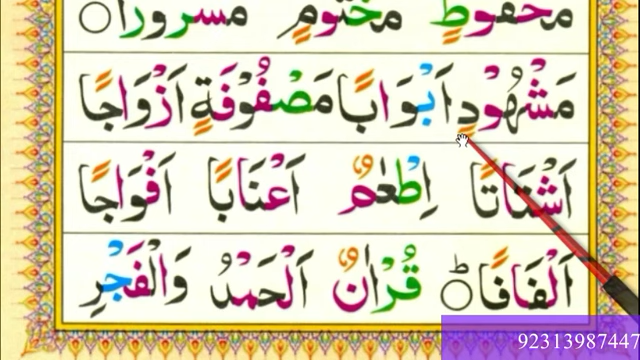 مَحْفُوْظٍ مَخْتُوْمٍ مَسْرُوْرًا ○
مَشْهُوْدٍ اَبْوَابًا مَصْفُوْفَةٍ اَزْوَاجًا
اَشْتَاتًا اِطْعٰمٌ اَعْنَابًا اَفْوَاجًا
اَلْفَافًا ؕ○ قُرْاٰنٌ اَلْحَمْدُ وَالْفَجْرِ
92313987447